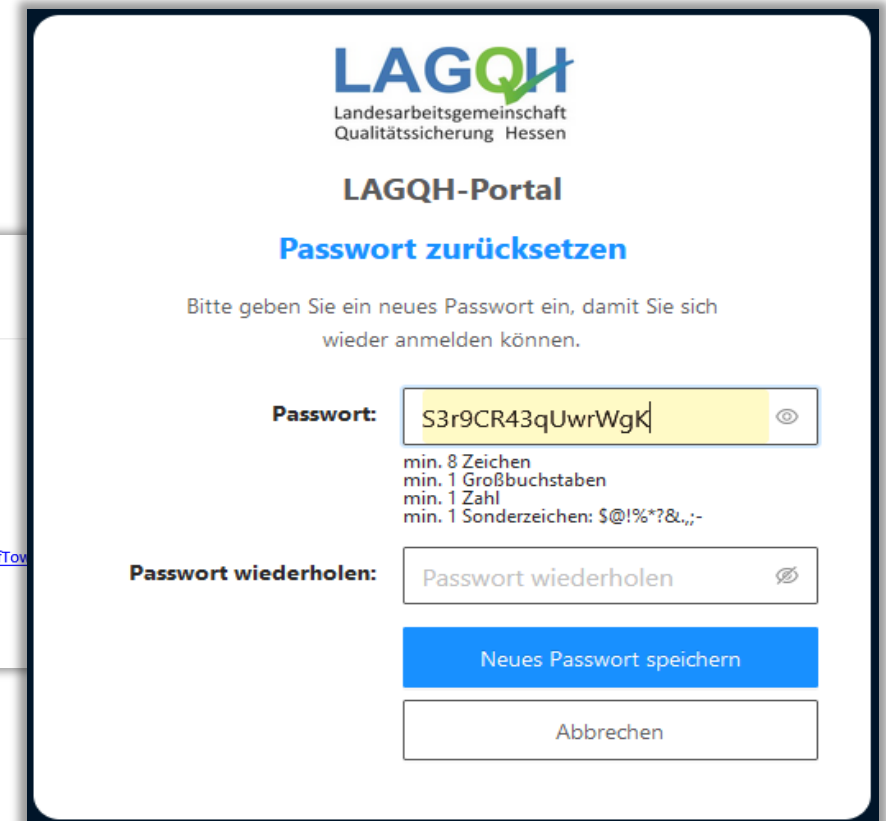 LAGQH
Landesarbeitsgemeinschaft
Qualitätssicherung Hessen
LAGQH-Portal
Passwort zurücksetzen
Bitte geben Sie ein neues Passwort ein, damit Sie sich
wieder anmelden können.
Passwort:
S3r9CR43qUwrWgK
min. 8 Zeichen
min. 1 Großbuchstaben
min. 1 Zahl
min. 1 Sonderzeichen: $@!%*?&.,;-
Passwort wiederholen:
Passwort wiederholen
Neues Passwort speichern
Abbrechen